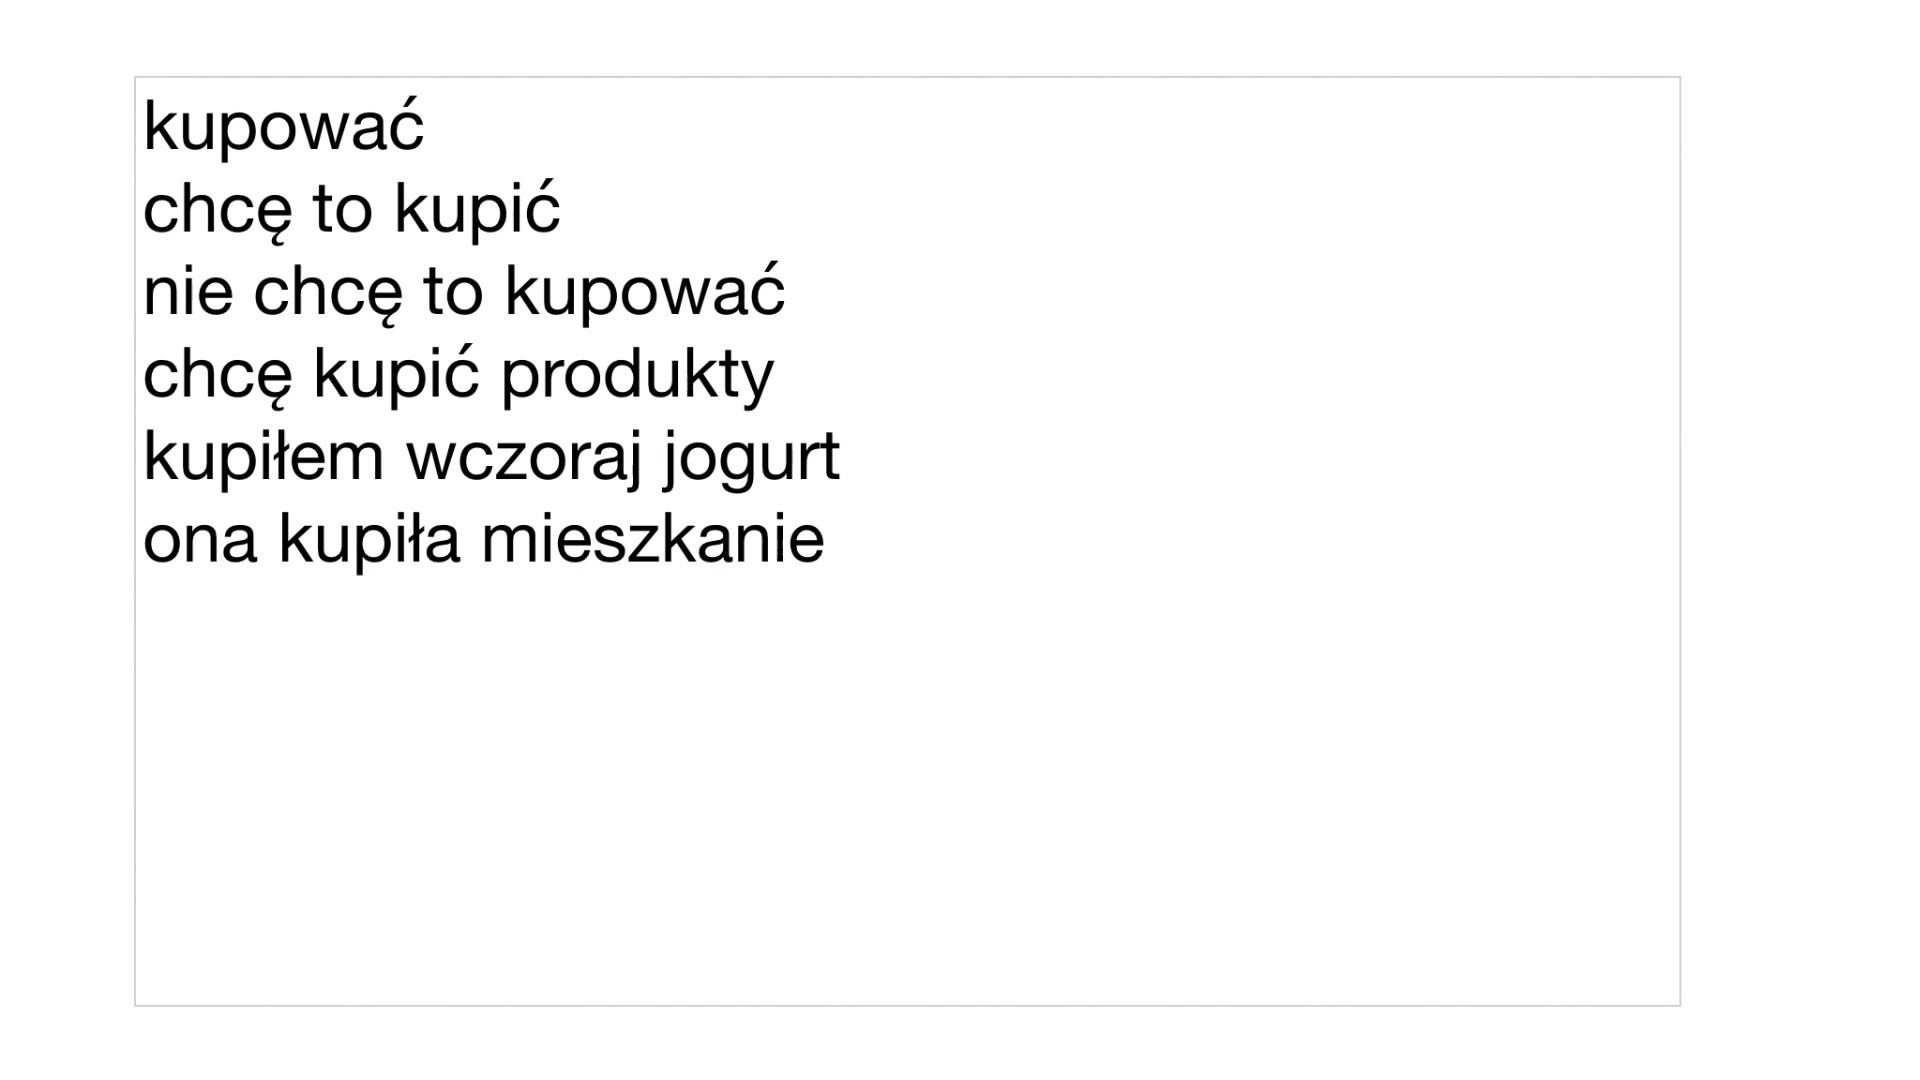 kupować
chcę to kupić
nie chcę to kupować
chcę kupić produkty
kupiłem wczoraj jogurt
ona kupiła mieszkanie